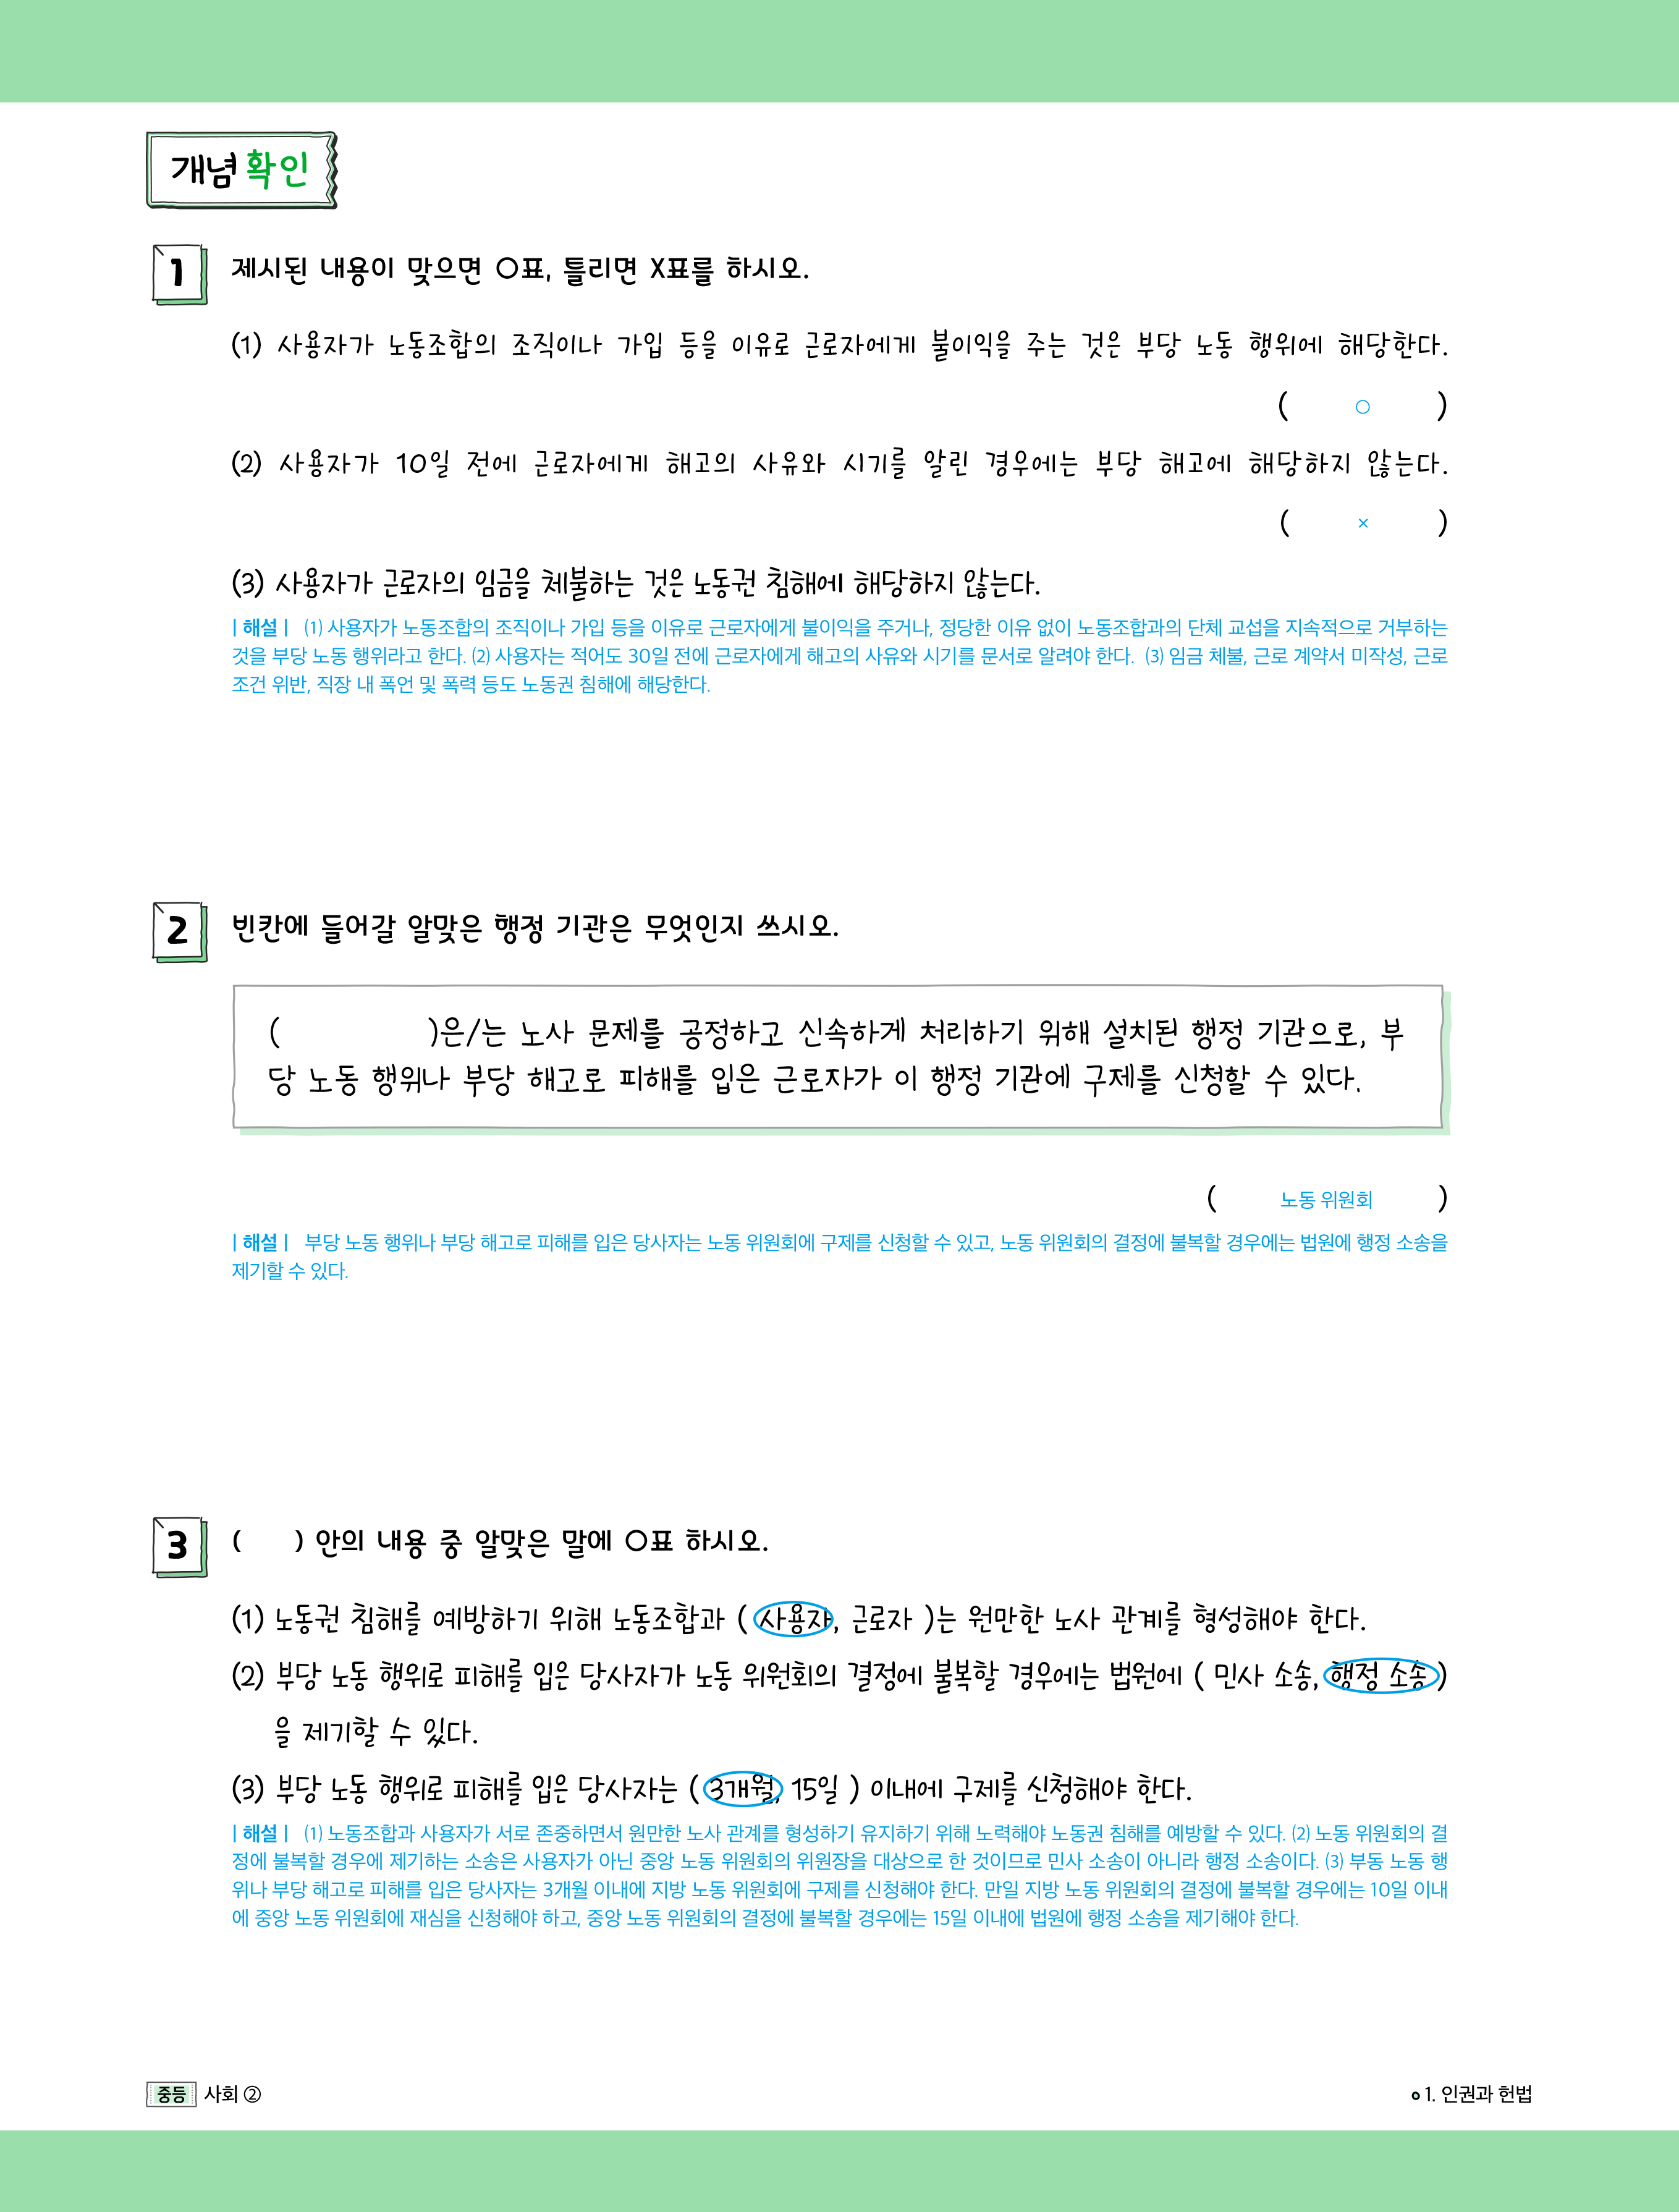 개념 확인
1 제시된 내용이 맞으면 ○표, 틀리면 X표를 하시오.
(1) 사용자가 노동조합의 조직이나 가입 등을 이유로 근로자에게 불이익을 주는 것은 부당 노동 행위에 해당한다.
( ○ )
(2) 사용자가 10일 전에 근로자에게 해고의 사유와 시기를 알린 경우에는 부당 해고에 해당하지 않는다.
( × )
(3) 사용자가 근로자의 임금을 체불하는 것은 노동권 침해에 해당하지 않는다.
| 해설 | (1) 사용자가 노동조합의 조직이나 가입 등을 이유로 근로자에게 불이익을 주거나, 정당한 이유 없이 노동조합과의 단체 교섭을 지속적으로 거부하는
것을 부당 노동 행위라고 한다. (2) 사용자는 적어도 30일 전에 근로자에게 해고의 사유와 시기를 문서로 알려야 한다. (3) 임금 체불, 근로 계약서 미작성, 근로
조건 위반, 직장 내 폭언 및 폭력 등도 노동권 침해에 해당한다.
2 빈칸에 들어갈 알맞은 행정 기관은 무엇인지 쓰시오.
( )은/는 노사 문제를 공정하고 신속하게 처리하기 위해 설치된 행정 기관으로, 부
당 노동 행위나 부당 해고로 피해를 입은 근로자가 이 행정 기관에 구제를 신청할 수 있다.
( 노동 위원회 )
| 해설 | 부당 노동 행위나 부당 해고로 피해를 입은 당사자는 노동 위원회에 구제를 신청할 수 있고, 노동 위원회의 결정에 불복할 경우에는 법원에 행정 소송을
제기할 수 있다.
3 ( ) 안의 내용 중 알맞은 말에 ○표 하시오.
(1) 노동권 침해를 예방하기 위해 노동조합과 ( 사용자, 근로자 )는 원만한 노사 관계를 형성해야 한다.
(2) 부당 노동 행위로 피해를 입은 당사자가 노동 위원회의 결정에 불복할 경우에는 법원에 ( 민사 소송, 행정 소송 )
을 제기할 수 있다.
(3) 부당 노동 행위로 피해를 입은 당사자는 ( 3개월, 15일 ) 이내에 구제를 신청해야 한다.
| 해설 | (1) 노동조합과 사용자가 서로 존중하면서 원만한 노사 관계를 형성하기 유지하기 위해 노력해야 노동권 침해를 예방할 수 있다. (2) 노동 위원회의 결
정에 불복할 경우에 제기하는 소송은 사용자가 아닌 중앙 노동 위원회의 위원장을 대상으로 한 것이므로 민사 소송이 아니라 행정 소송이다. (3) 부동 노동 행
위나 부당 해고로 피해를 입은 당사자는 3개월 이내에 지방 노동 위원회에 구제를 신청해야 한다. 만일 지방 노동 위원회의 결정에 불복할 경우에는 10일 이내
에 중앙 노동 위원회에 재심을 신청해야 하고, 중앙 노동 위원회의 결정에 불복할 경우에는 15일 이내에 법원에 행정 소송을 제기해야 한다.
중등 사회 ②
1. 인권과 헌법